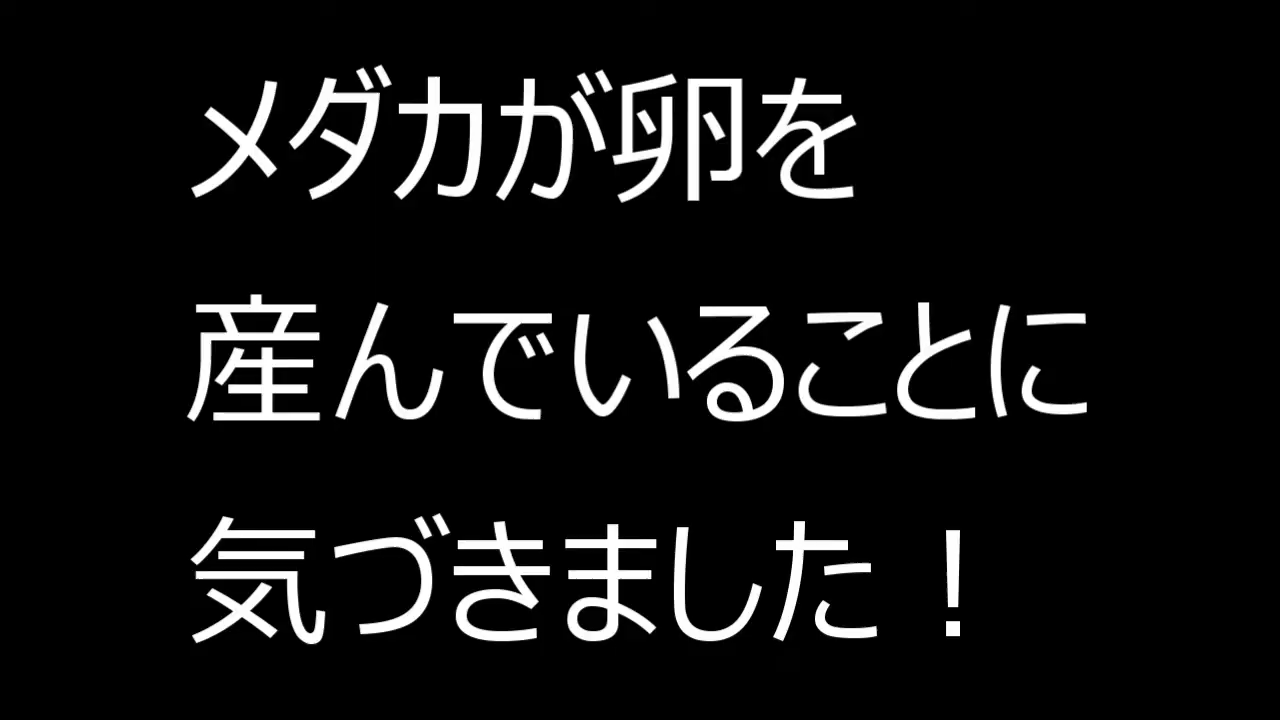 メダカが卵を
産んでいることに
気づきました！